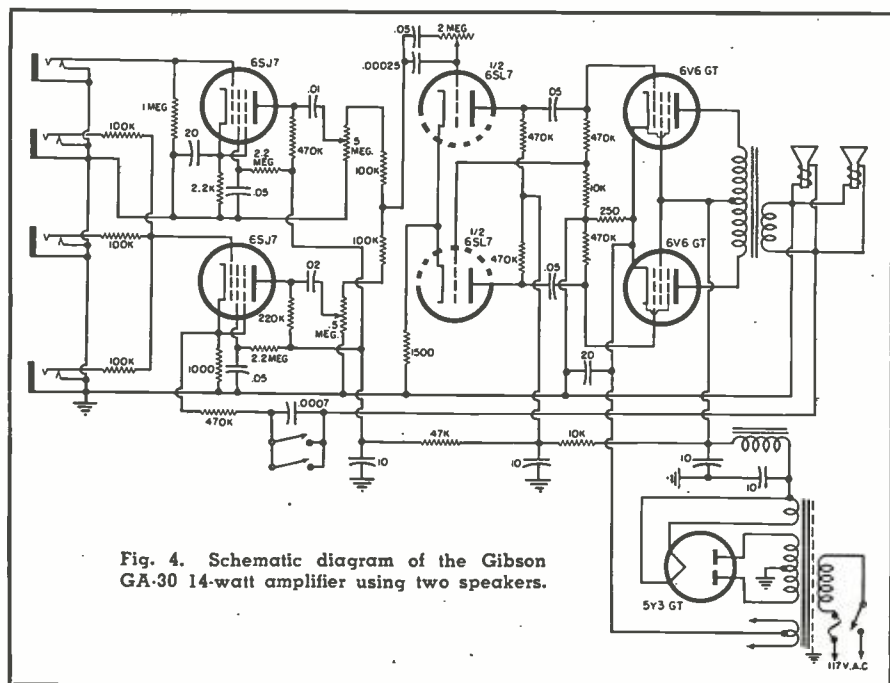 .05
2 MEG
.00025
1/2
6SL7
6SJ7
.01
1 MEG
20
470K
2.2
MEG
2.2K
.05
.5
MEG.
100K
100K
100K
100K
100K
6SJ7
.02
220K
.5
MEG.
1000
2.2 MEG
.05
470K
.0007
1/2
6SL7
1500
470K
470K
.05
.05
470K
10K
470K
250
20
6V6 GT
6V6 GT
47K
10K
10
10
10
10
5Y3 GT
117V. A.C
Fig. 4. Schematic diagram of the Gibson
GA-30 14-watt amplifier using two speakers.